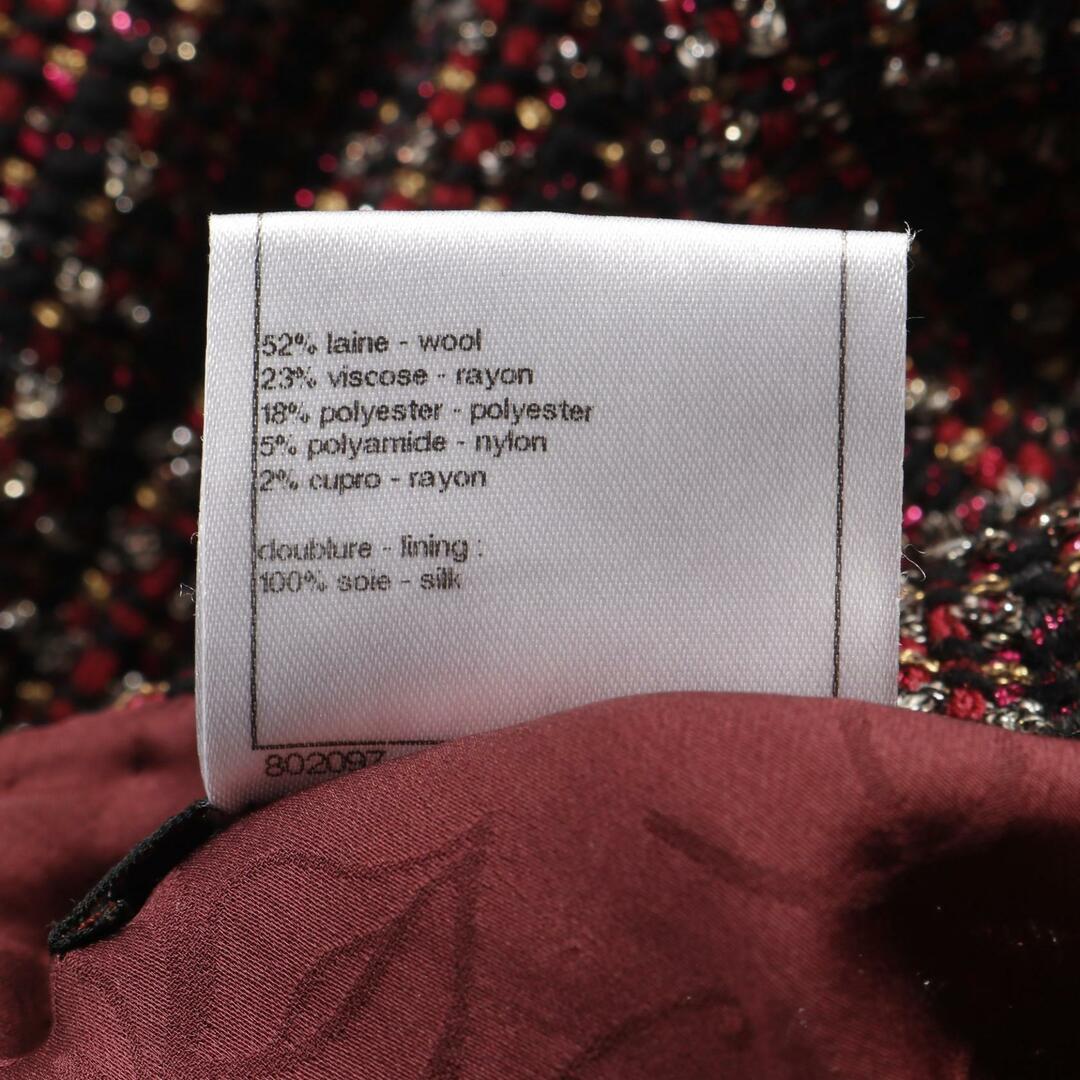 52% laine - wool
23% viscose - rayon
18% polyester - polyester
5% polyamide - nylon
2% cupro - rayon
doublure - lining :
100% soie - silk
802097